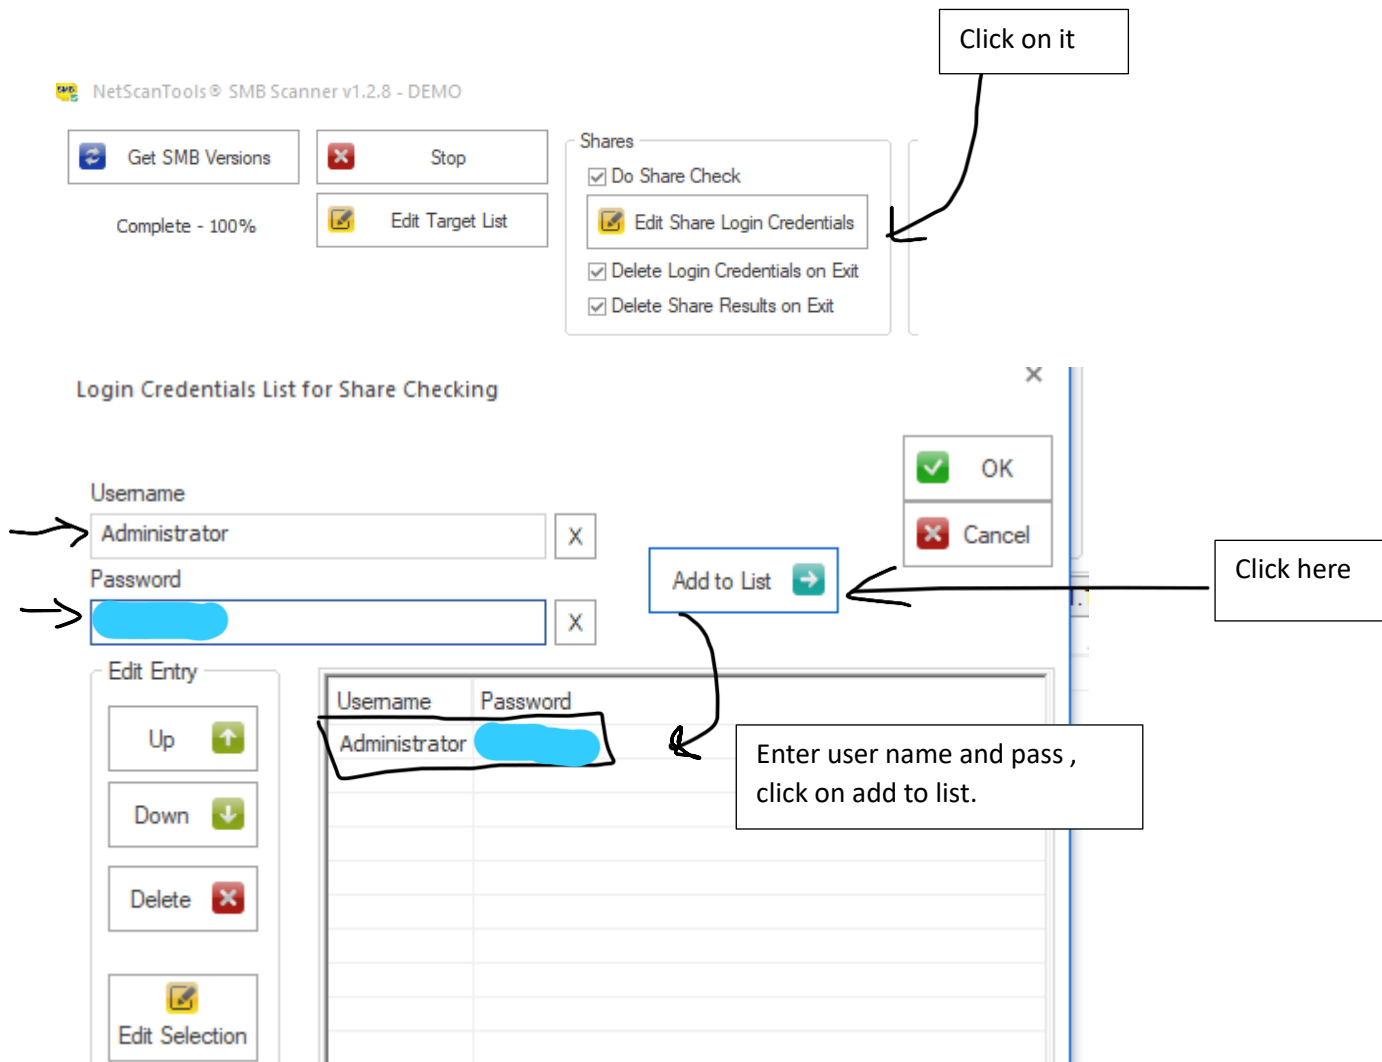 Click on it
NetScanTools® SMB Scanner v1.2.8 - DEMO
Get SMB Versions
Stop
Shares
Do Share Check
Complete - 100%
Edit Target List
Edit Share Login Credentials
Delete Login Credentials on Exit
Delete Share Results on Exit
Login Credentials List for Share Checking
OK
Username
Administrator
X
Cancel
Password
Add to List
Click here
X
Edit Entry
Username Password
Up
Administrator
Enter user name and pass ,
click on add to list.
Down
Delete
Edit Selection